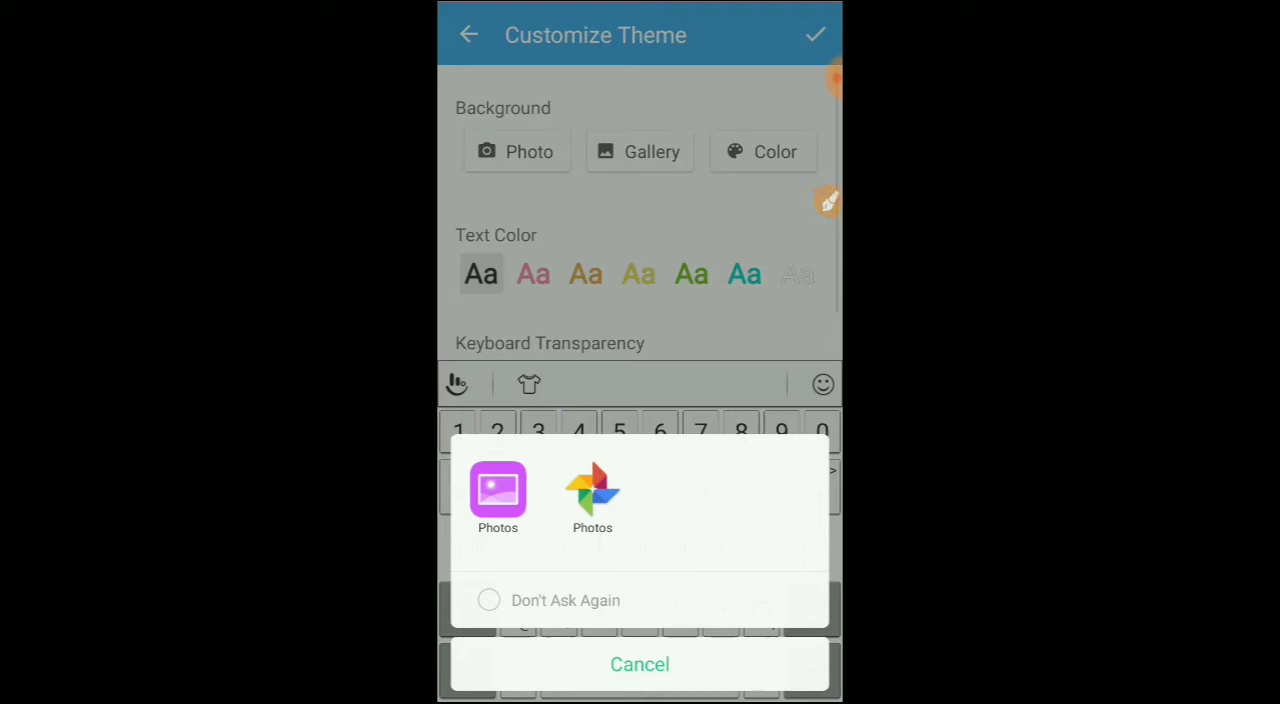 Customize Theme
Background
Photo Gallery Color
Text Color
Aa Aa Aa Aa Aa Aa Aa
Keyboard Transparency
1 2 3 4 5 6 7 8 9 0
Photos Photos
Don't Ask Again
Cancel